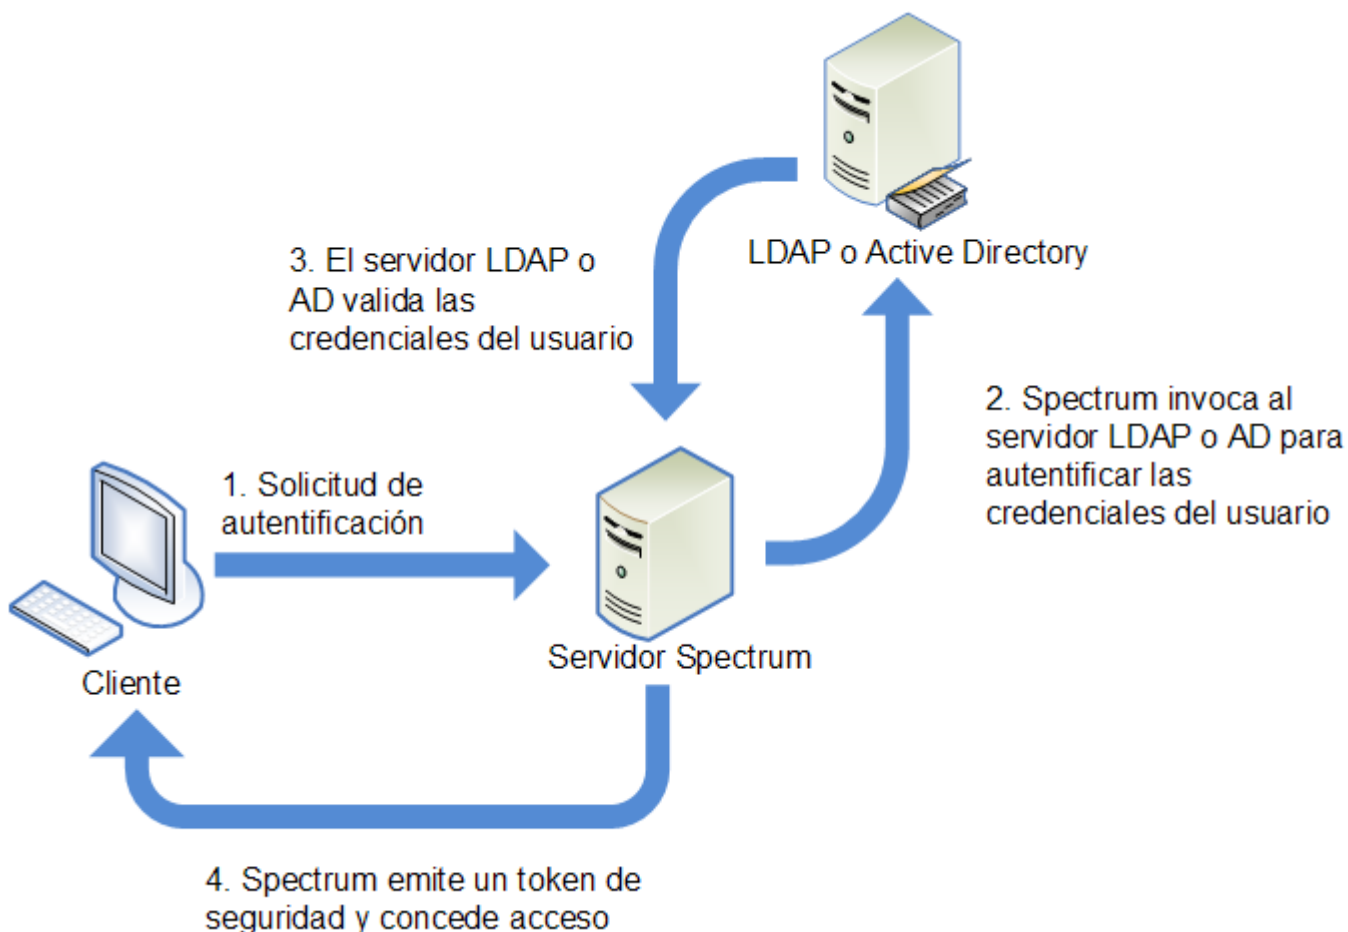 LDAP o Active Directory
3. El servidor LDAP o
AD valida las
credenciales del usuario
2. Spectrum invoca al
servidor LDAP o AD para
autentificar las
credenciales del usuario
1. Solicitud de
autentificación
Servidor Spectrum
Cliente
4. Spectrum emite un token de
seguridad y concede acceso